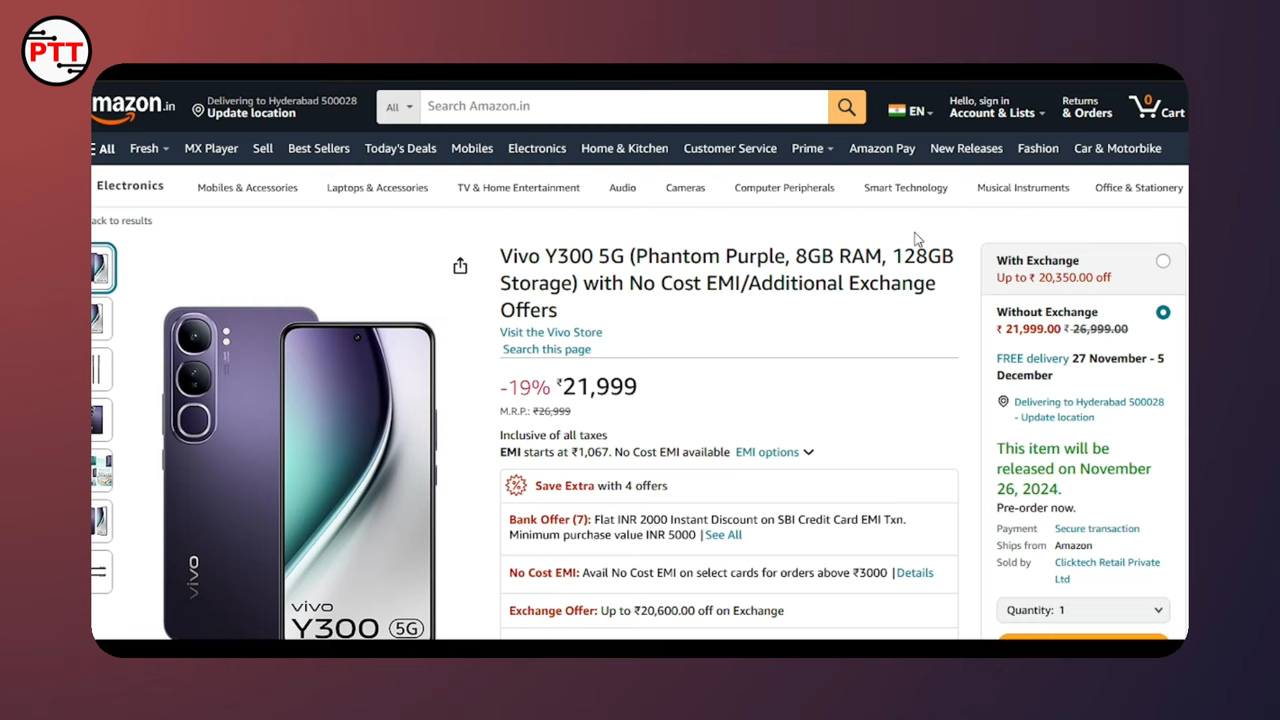 PTT
mazon.in
Delivering to Hyderabad 500028
Update location
All
Search Amazon.in
EN
Hello, sign in
Account & Lists
Returns
& Orders
0
Cart
All
Fresh
MX Player
Sell
Best Sellers
Today's Deals
Mobiles
Electronics
Home & Kitchen
Customer Service
Prime
Amazon Pay
New Releases
Fashion
Car & Motorbike
Electronics
Mobiles & Accessories
Laptops & Accessories
TV & Home Entertainment
Audio
Cameras
Computer Peripherals
Smart Technology
Musical Instruments
Office & Stationery
ack to results
vivo
vivo
Y300 5G
Vivo Y300 5G (Phantom Purple, 8GB RAM, 128GB
Storage) with No Cost EMI/Additional Exchange
Offers
Visit the Vivo Store
Search this page
-19% ₹21,999
M.R.P.: ₹26,999
Inclusive of all taxes
EMI starts at ₹1,067. No Cost EMI available EMI options
Save Extra with 4 offers
Bank Offer (7): Flat INR 2000 Instant Discount on SBI Credit Card EMI Txn.
Minimum purchase value INR 5000 | See All
No Cost EMI: Avail No Cost EMI on select cards for orders above ₹3000 | Details
Exchange Offer: Up to ₹20,600.00 off on Exchange
With Exchange
Up to ₹ 20,350.00 off
Without Exchange
₹ 21,999.00 ₹ 26,999.00
FREE delivery 27 November - 5
December
Delivering to Hyderabad 500028
- Update location
This item will be
released on November
26, 2024.
Pre-order now.
Payment Secure transaction
Ships from Amazon
Sold by Clicktech Retail Private
Ltd
Quantity: 1